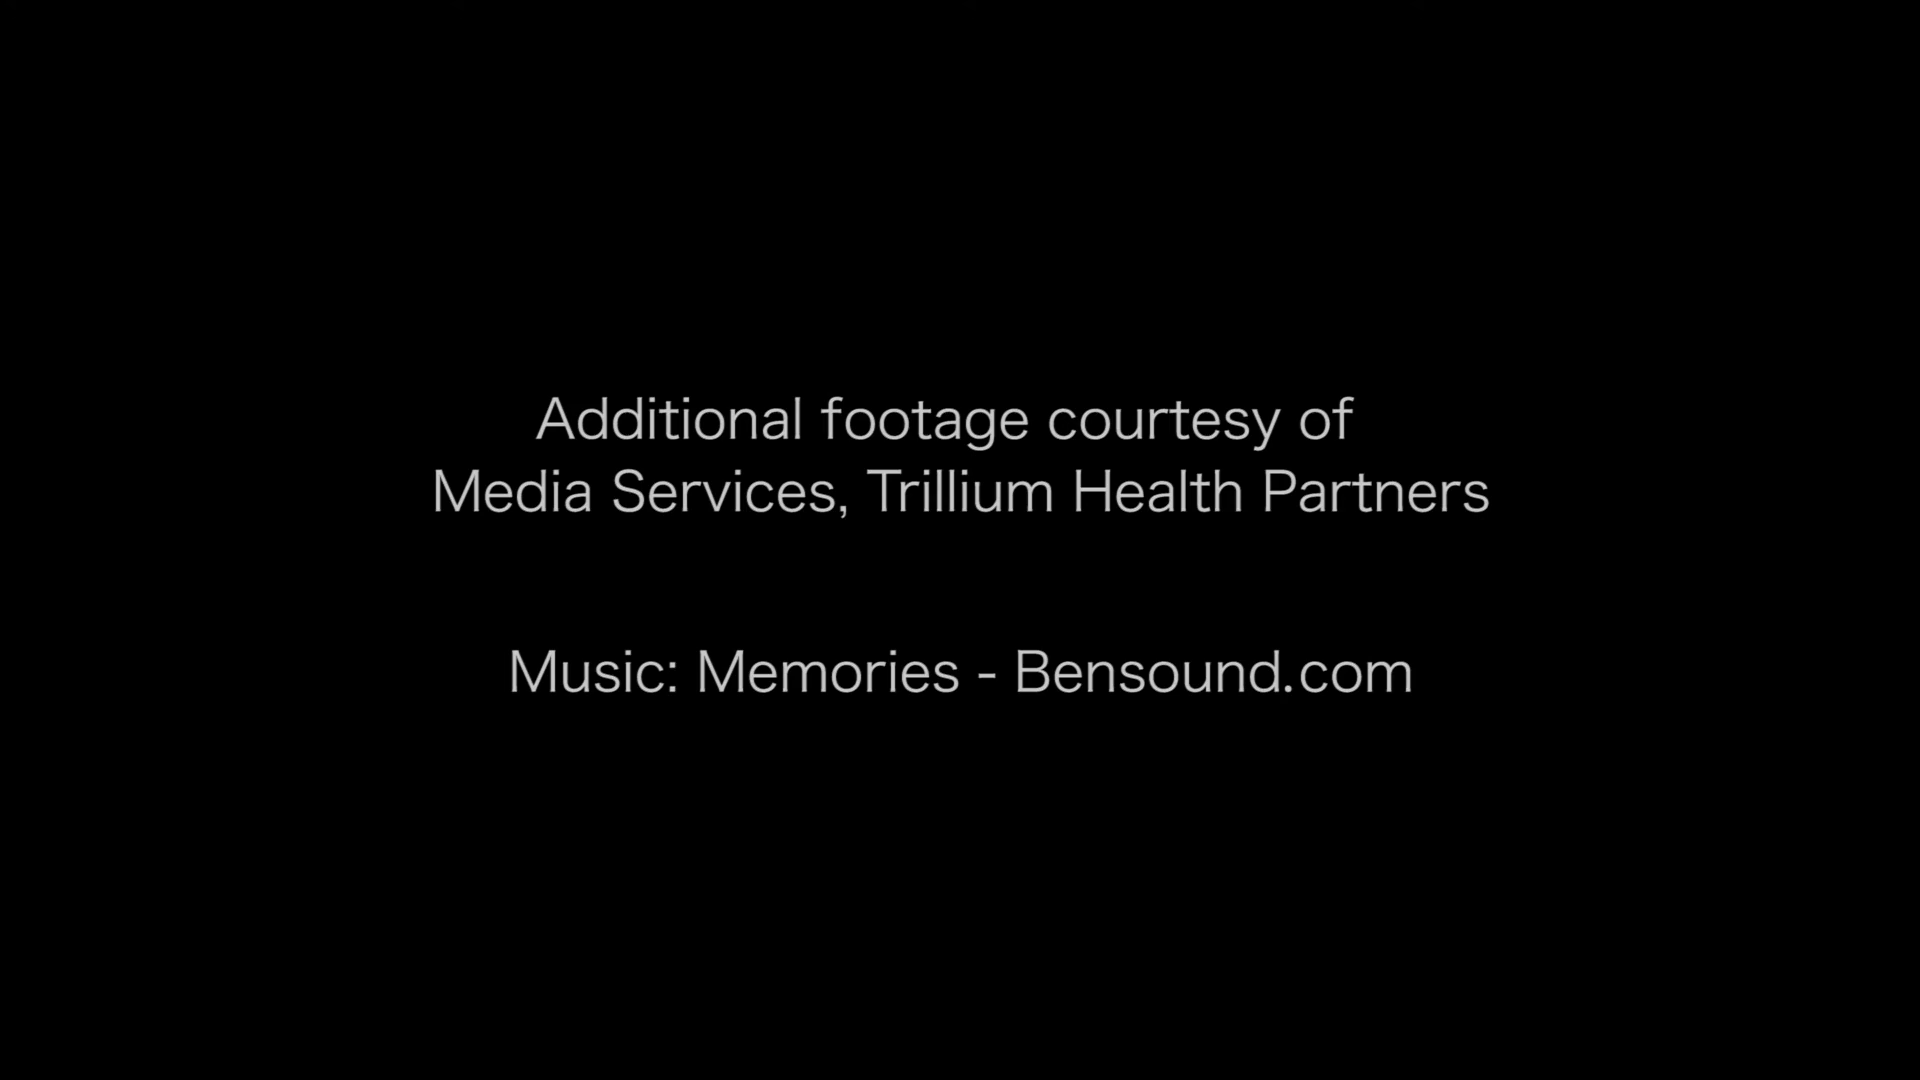 Additional footage courtesy of
Media Services, Trillium Health Partners
Music: Memories - Bensound.com